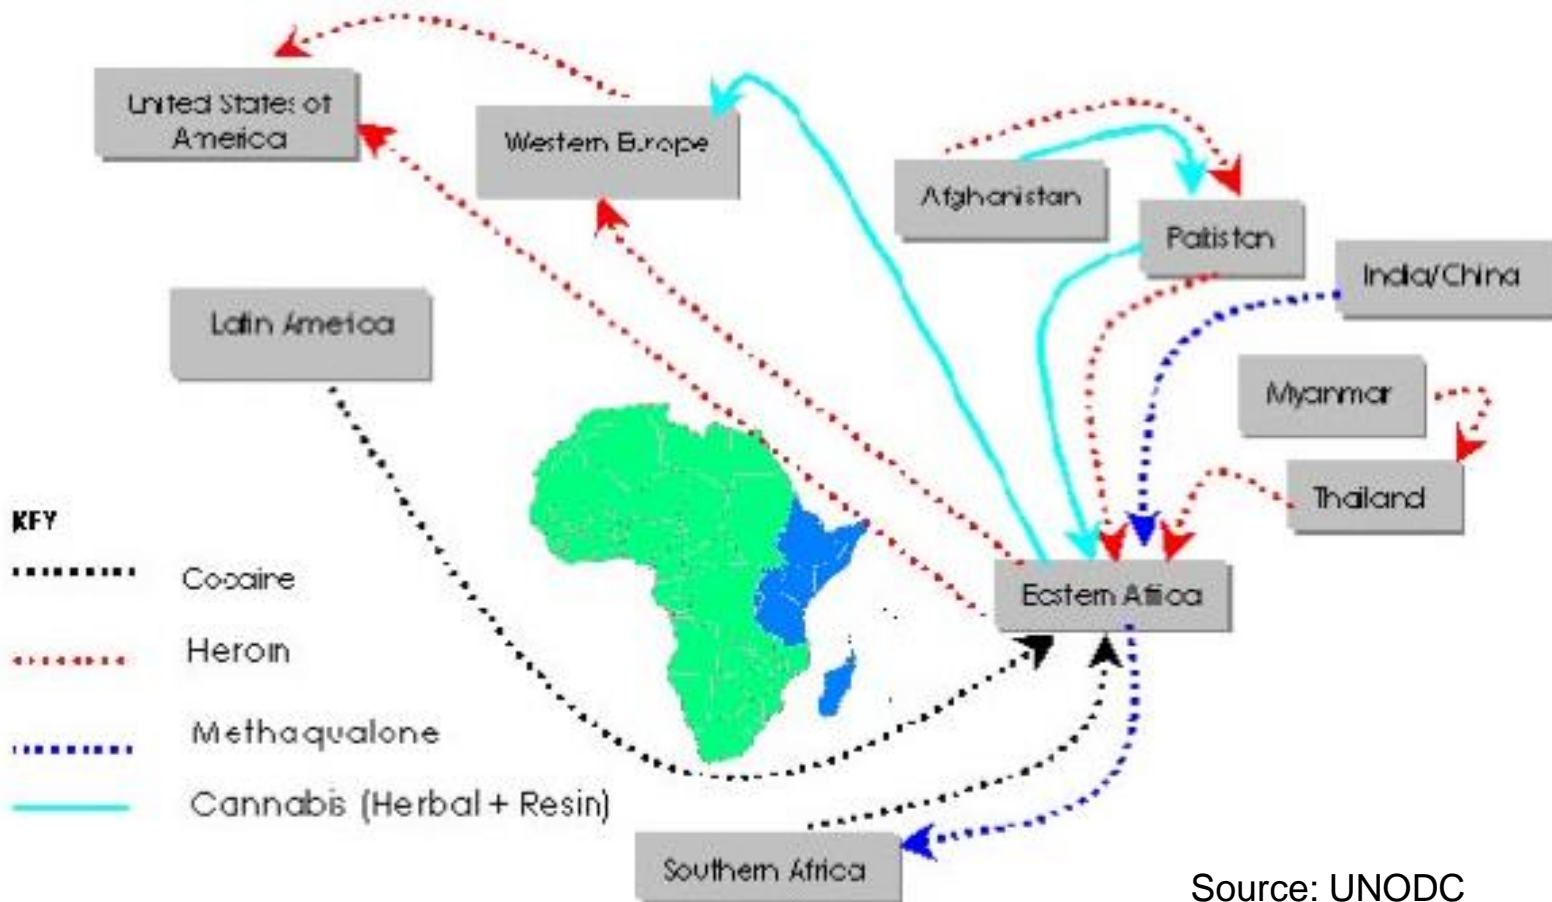 United States of
America
Western Europe
Afghanistan
Pakistan
India/China
Latin America
Myanmar
Thailand
KEY
Eastern Africa
Cocaine
Heroin
Methaqualone
Cannabis (Herbal + Resin)
Southern Africa
Source: UNODC